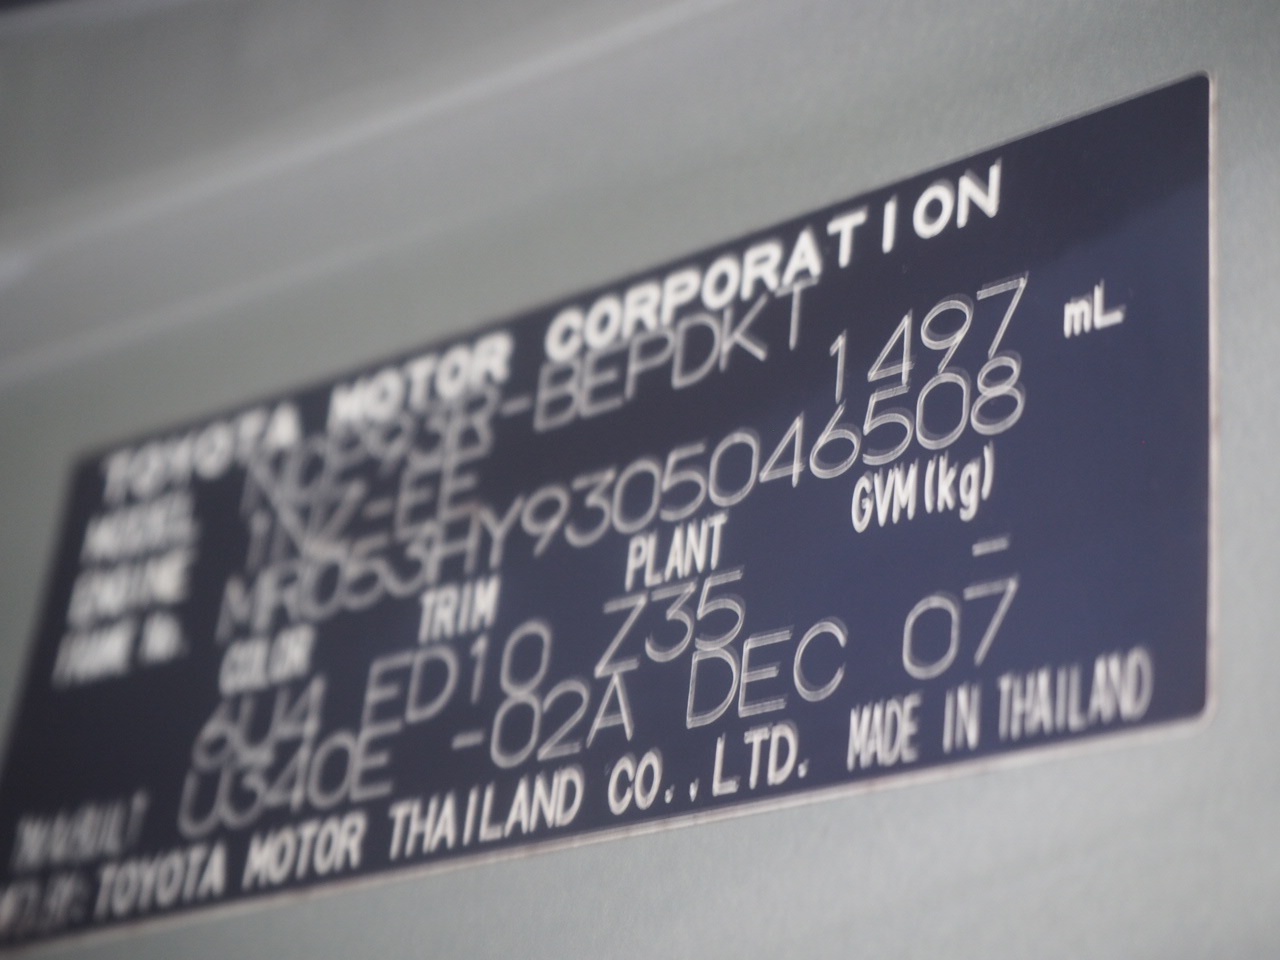 TOYOTA MOTOR CORPORATION
MODEL NCP93R-BEPDKT
ENGINE 1NZ-FE 1497 mL
FRAME No. MR053HY9305046508
COLOR TRIM PLANT GVM(kg)
6U4 ED10 Z35 –
U340E -02A DEC 07
TOYOTA MOTOR THAILAND CO.,LTD. MADE IN THAILAND